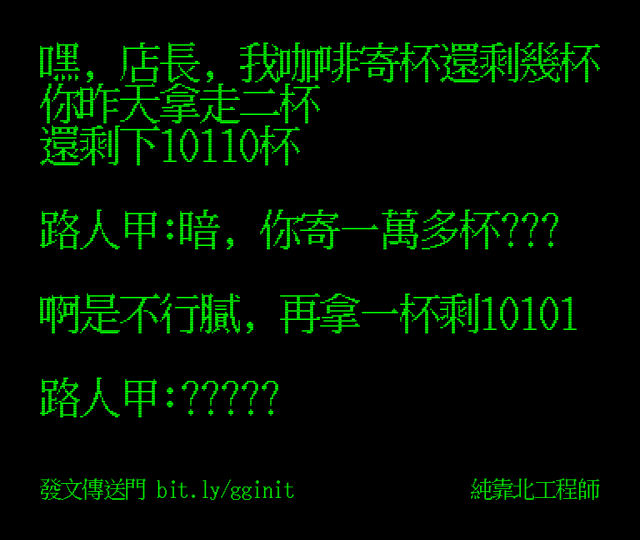 嘿, 店長, 我咖啡寄杯還剩幾杯
你昨天拿走二杯
還剩下10110杯
路人甲:暗, 你寄一萬多杯???
啊是不行膩, 再拿一杯剩10101
路人甲:?????
發文傳送門 bit.ly/gginit
純靠北工程師